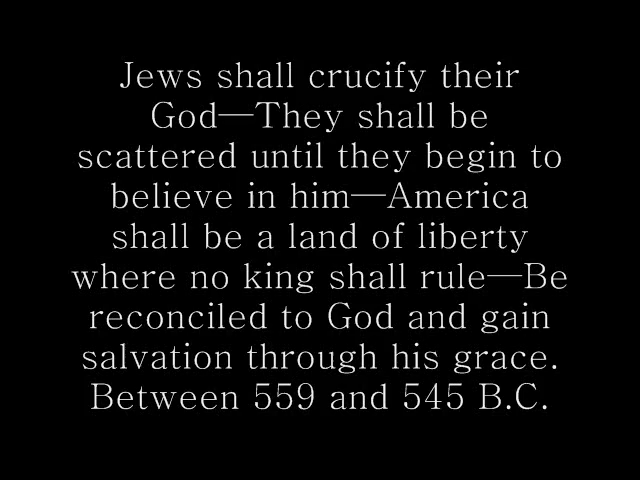 Jews shall crucify their
God—They shall be
scattered until they begin to
believe in him—America
shall be a land of liberty
where no king shall rule—Be
reconciled to God and gain
salvation through his grace.
Between 559 and 545 B.C.